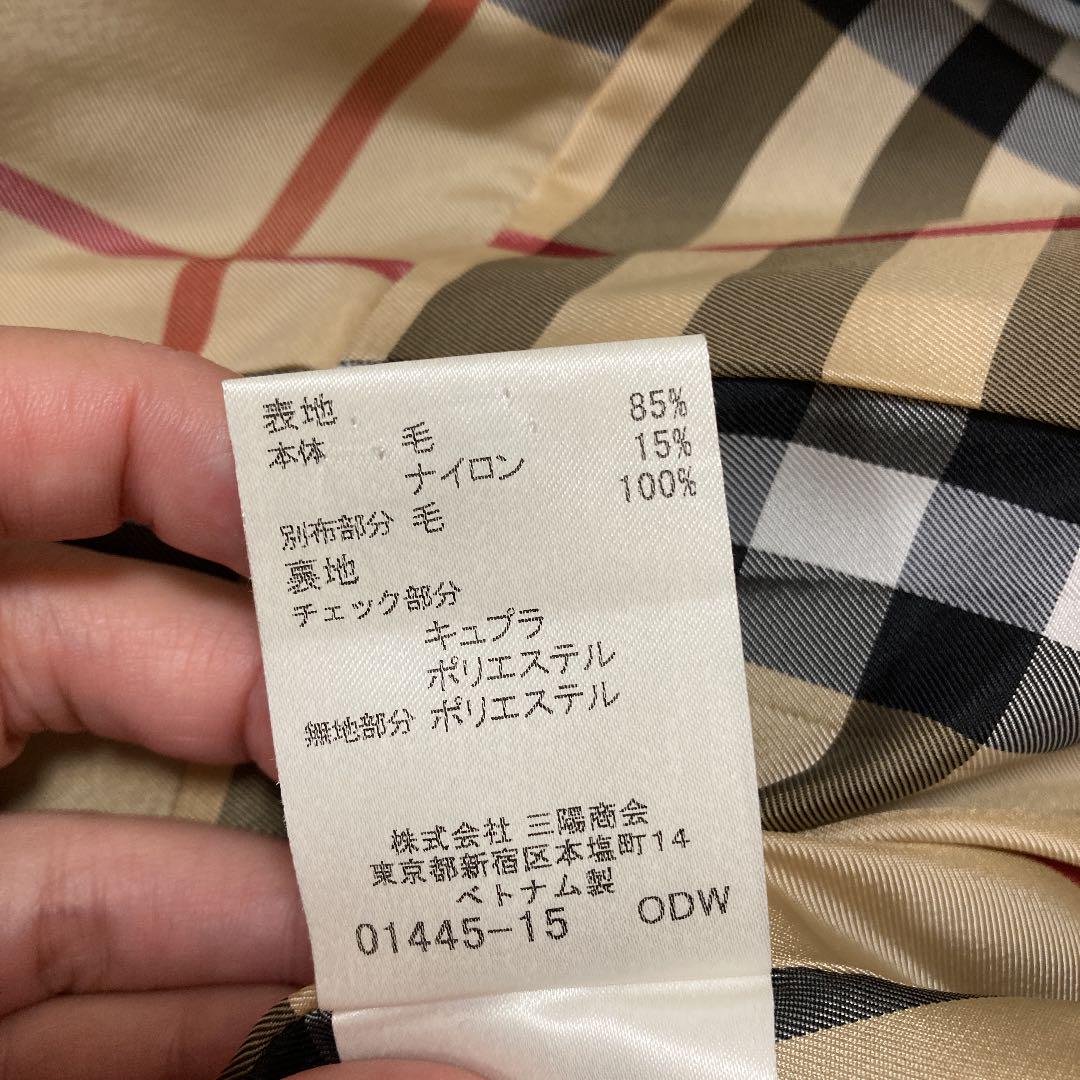 表地
本体 毛 85%
ナイロン 15%
別布部分 毛 100%
裏地
チェック部分
キュプラ
ポリエステル
無地部分 ポリエステル
株式会社 三陽商会
東京都新宿区本塩町14
ベトナム製
01445-15 ODW